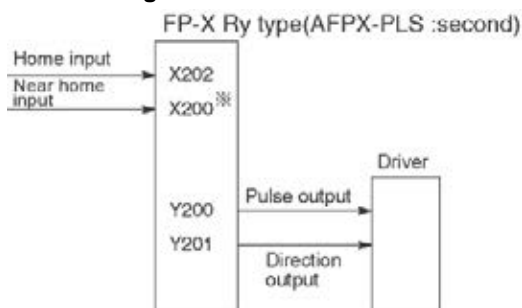 FP-X Ry type(AFPX-PLS :second)
Home input
X202
Near home
input
X200※
Driver
Y200
Pulse output
Y201
Direction
output